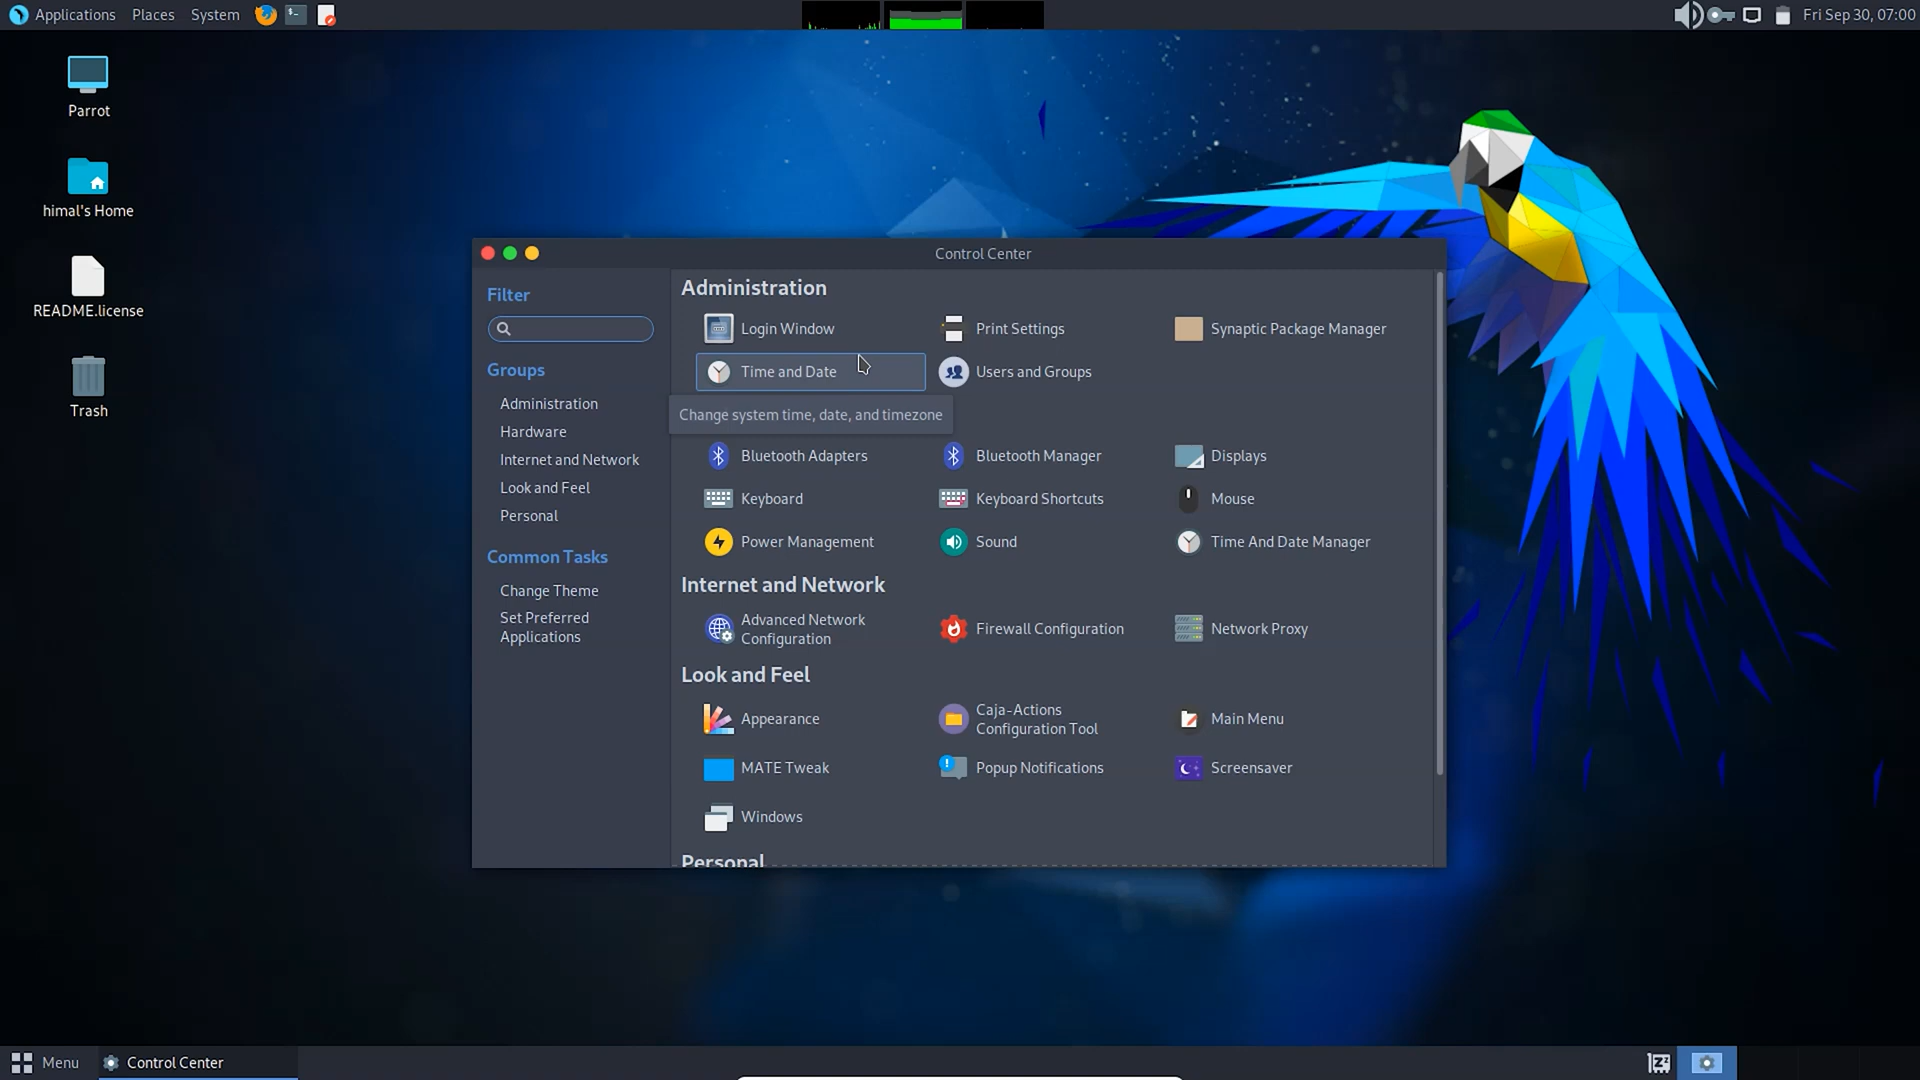 Applications Places System
Fri Sep 30, 07:00
Parrot
himal's Home
README.license
Trash
Control Center
Filter
Groups
Administration
Hardware
Internet and Network
Look and Feel
Personal
Common Tasks
Change Theme
Set Preferred
Applications
Administration
Login Window
Print Settings
Synaptic Package Manager
Time and Date
Users and Groups
Change system time, date, and timezone
Bluetooth Adapters
Bluetooth Manager
Displays
Keyboard
Keyboard Shortcuts
Mouse
Power Management
Sound
Time And Date Manager
Internet and Network
Advanced Network
Configuration
Firewall Configuration
Network Proxy
Look and Feel
Appearance
Caja-Actions
Configuration Tool
Main Menu
MATE Tweak
Popup Notifications
Screensaver
Windows
Personal
Menu
Control Center